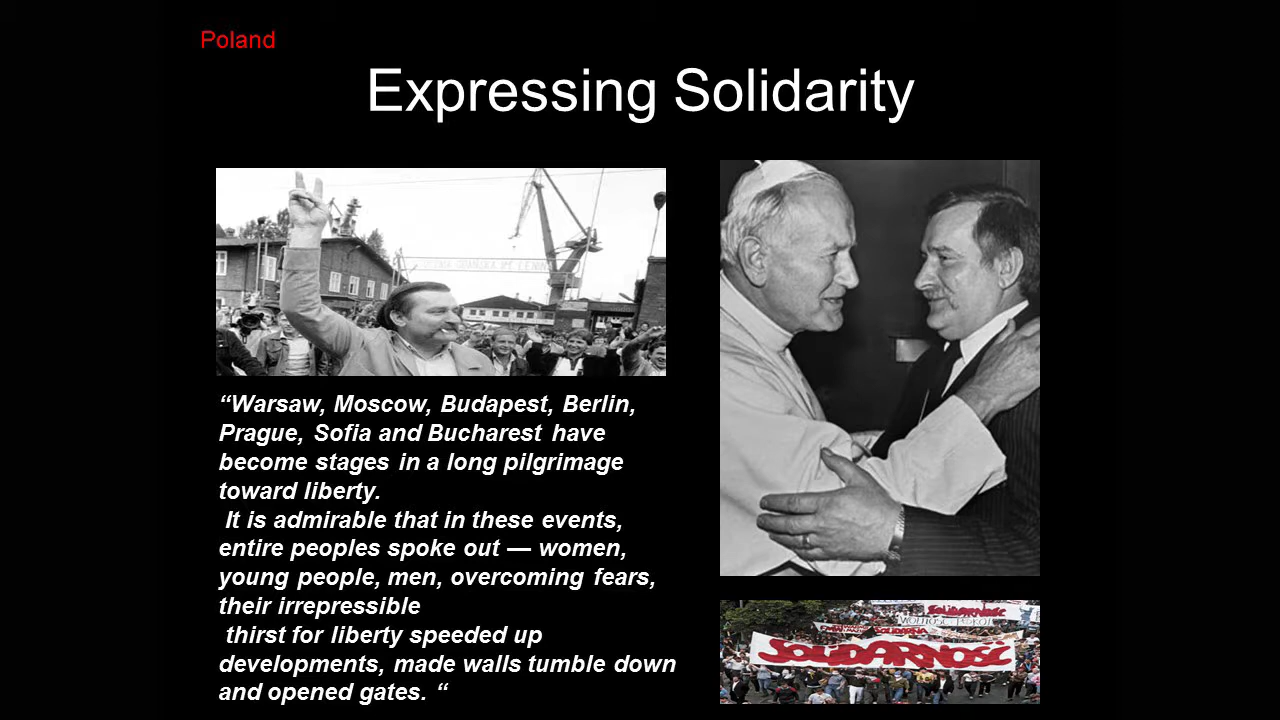 Poland
Expressing Solidarity
“Warsaw, Moscow, Budapest, Berlin,
Prague, Sofia and Bucharest have
become stages in a long pilgrimage
toward liberty.
It is admirable that in these events,
entire peoples spoke out — women,
young people, men, overcoming fears,
their irrepressible
thirst for liberty speeded up
developments, made walls tumble down
and opened gates. “
SOLIDARNOŚĆ
SOLIDARNOŚĆ